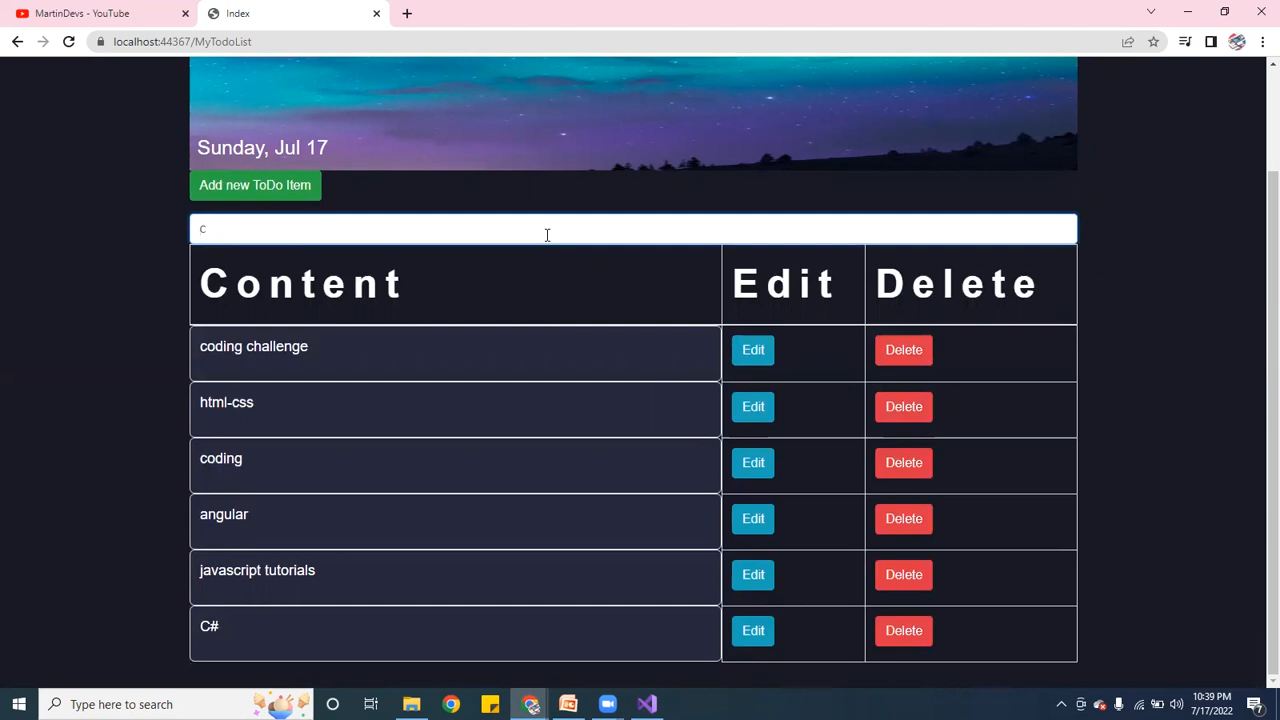 MartinDevs - YouTube
Index
localhost:44367/MyTodoList
Sunday, Jul 17
Add new ToDo Item
C
Content Edit Delete
coding challenge Edit Delete
html-css Edit Delete
coding Edit Delete
angular Edit Delete
javascript tutorials Edit Delete
C# Edit Delete
Type here to search
10:39 PM
7/17/2022